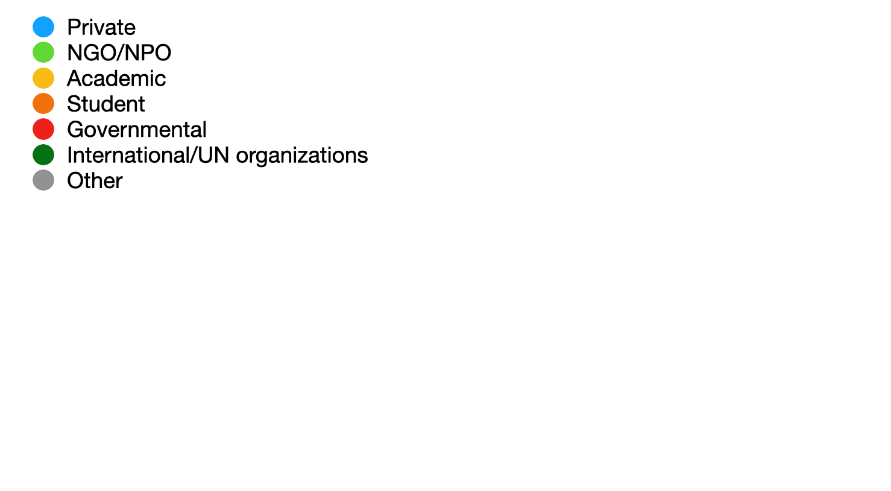 Private
NGO/NPO
Academic
Student
Governmental
International/UN organizations
Other